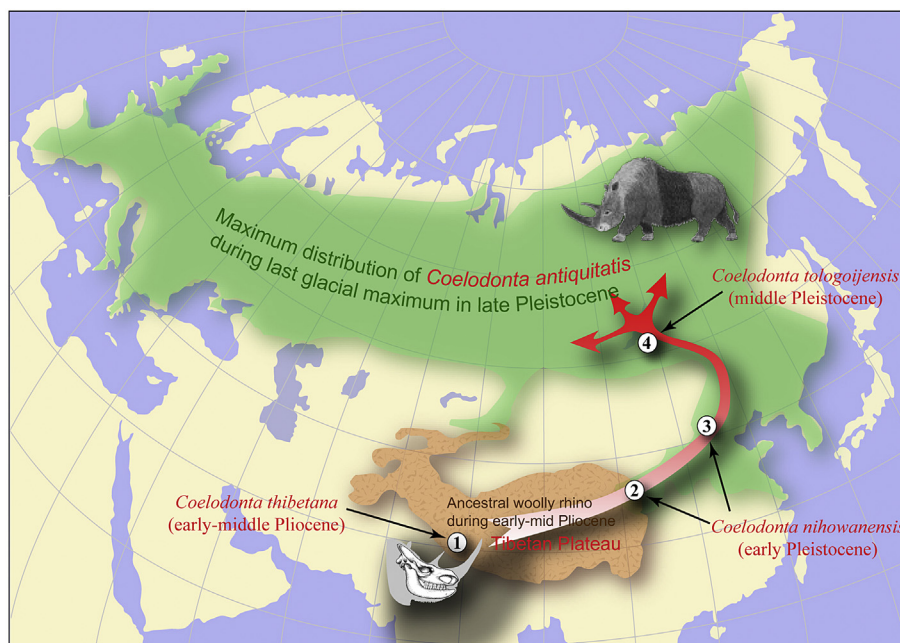 Maximum distribution of Coelodonta antiquitatis
during last glacial maximum in late Pleistocene
Coelodonta tologoijensis
(middle Pleistocene)
4
3
2
Coelodonta thibetana
(early-middle Pliocene)
Ancestral woolly rhino
during early-mid Pliocene
Tibetan Plateau
1
Coelodonta nihowanensis
(early Pleistocene)